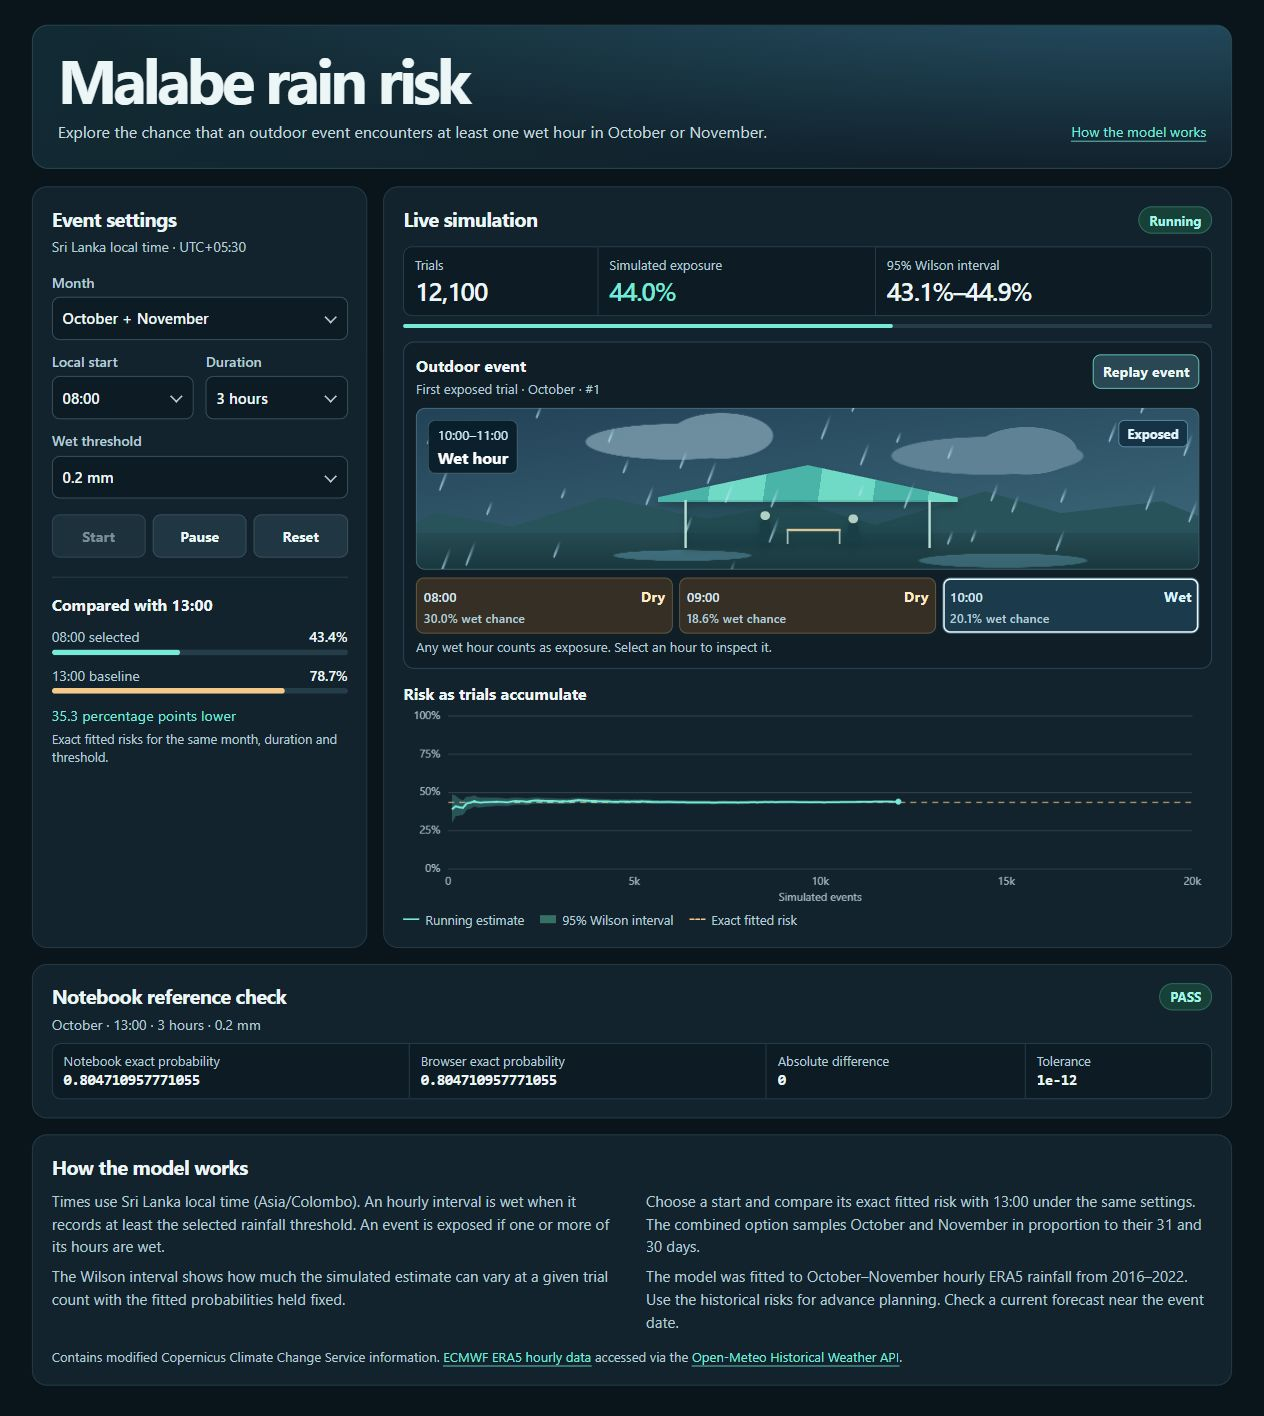 Malabe rain risk
Explore the chance that an outdoor event encounters at least one wet hour in October or November.
How the model works
Event settings
Sri Lanka local time · UTC+05:30
Month
October + November
Local start
Duration
08:00
3 hours
Wet threshold
0.2 mm
Start
Pause
Reset
Compared with 13:00
08:00 selected
43.4%
13:00 baseline
78.7%
35.3 percentage points lower
Exact fitted risks for the same month, duration and
threshold.
Live simulation
Running
Trials
12,100
Simulated exposure
44.0%
95% Wilson interval
43.1%–44.9%
Outdoor event
First exposed trial · October · #1
Replay event
10:00–11:00
Wet hour
Exposed
08:00
Dry
30.0% wet chance
09:00
Dry
18.6% wet chance
10:00
Wet
20.1% wet chance
Any wet hour counts as exposure. Select an hour to inspect it.
Risk as trials accumulate
100%
75%
50%
25%
0%
0
5k
10k
15k
20k
Simulated events
Running estimate
95% Wilson interval
Exact fitted risk
Notebook reference check
PASS
October · 13:00 · 3 hours · 0.2 mm
Notebook exact probability
0.804710957771055
Browser exact probability
0.804710957771055
Absolute difference
0
Tolerance
1e-12
How the model works
Times use Sri Lanka local time (Asia/Colombo). An hourly interval is wet when it
records at least the selected rainfall threshold. An event is exposed if one or more of
its hours are wet.
The Wilson interval shows how much the simulated estimate can vary at a given trial
count with the fitted probabilities held fixed.
Choose a start and compare its exact fitted risk with 13:00 under the same settings.
The combined option samples October and November in proportion to their 31 and
30 days.
The model was fitted to October–November hourly ERA5 rainfall from 2016–2022.
Use the historical risks for advance planning. Check a current forecast near the event
date.
Contains modified Copernicus Climate Change Service information. ECMWF ERA5 hourly data accessed via the Open-Meteo Historical Weather API.